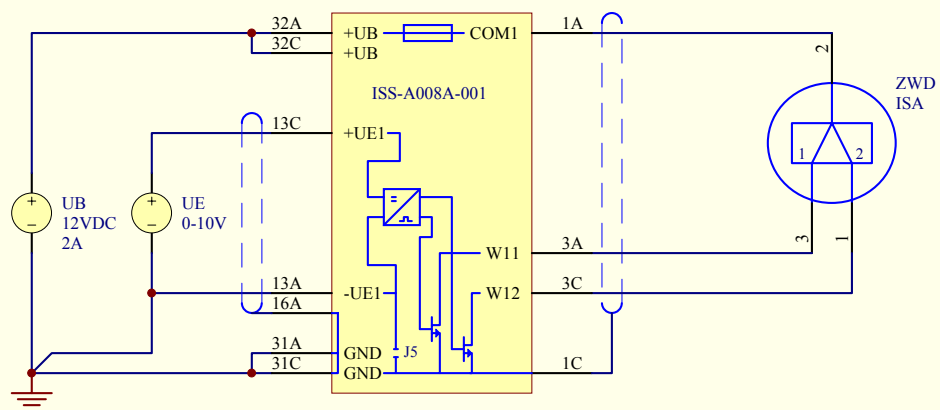 32A
+UB
COM1
1A
32C
+UB
2
ISS-A008A-001
ZWD
ISA
13C
+UE1
1
2
=
+
−
UB
12VDC
2A
+
−
UE
0-10V
W11
3A
3
1
13A
-UE1
W12
3C
16A
31A
GND
J5
31C
GND
1C